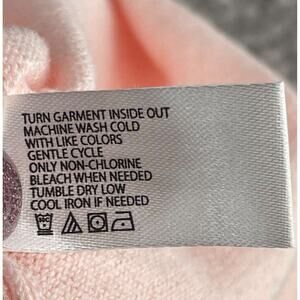 TURN GARMENT INSIDE OUT
MACHINE WASH COLD
WITH LIKE COLORS
GENTLE CYCLE
ONLY NON-CHLORINE
BLEACH WHEN NEEDED
TUMBLE DRY LOW
COOL IRON IF NEEDED